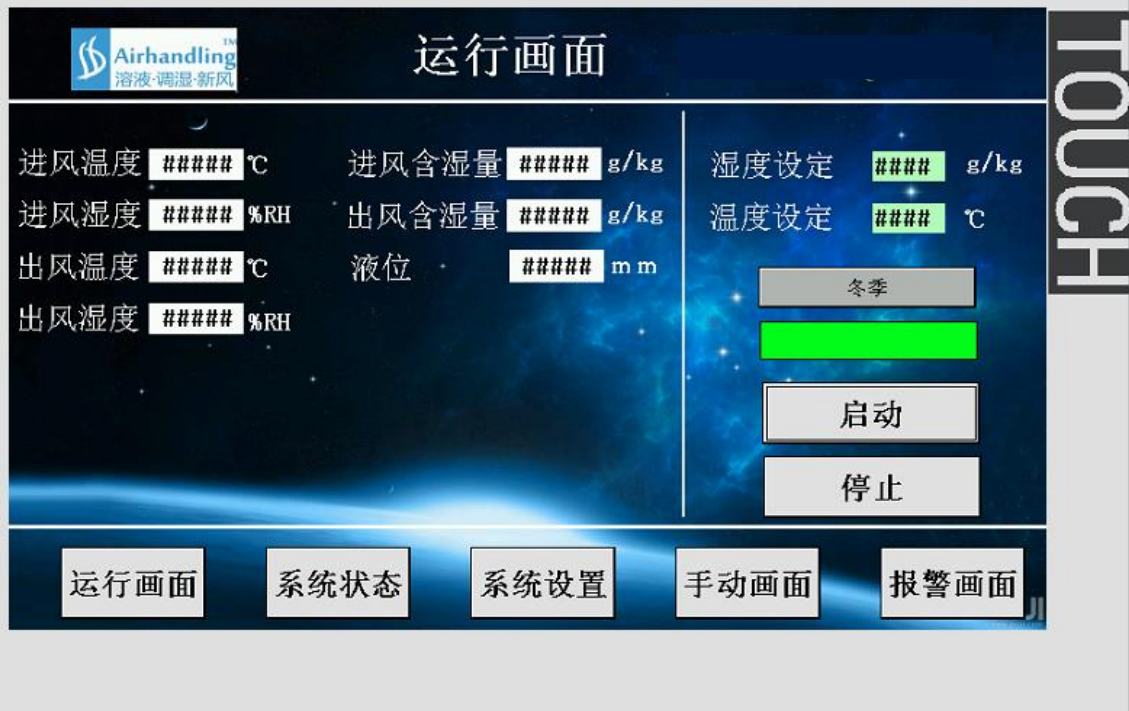 Airhandling TM
溶液·调湿·新风
运行画面
TOUCH
进风温度 ##### ℃
进风湿度 ##### %RH
出风温度 ##### ℃
出风湿度 ##### %RH
进风含湿量 ##### g/kg
出风含湿量 ##### g/kg
液位 ##### mm
湿度设定 #### g/kg
温度设定 #### ℃
冬季
启动
停止
运行画面
系统状态
系统设置
手动画面
报警画面
JI